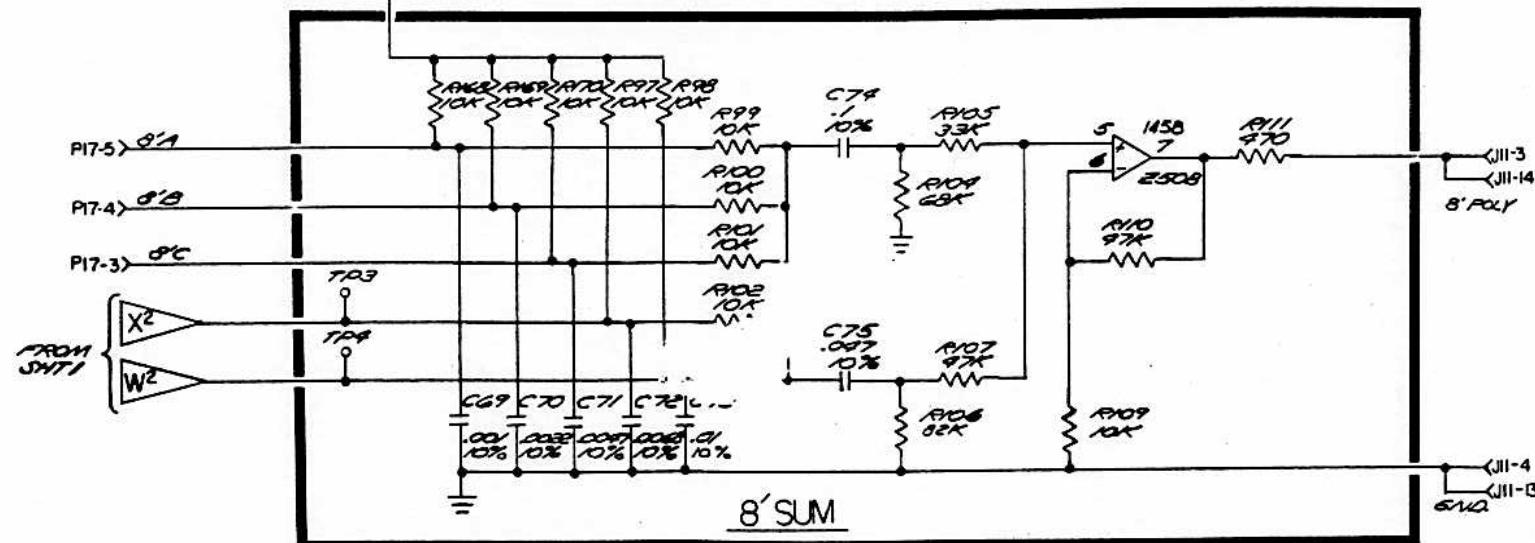 R168 10K
R169 10K
R170 10K
R97 10K
R98 10K
P17-5 8'A
P17-4 8'B
P17-3 8'C
FROM SHT1
X²
W²
TP3
TP4
R99 10K
R100 10K
R101 10K
R102 10K
C74 .1 10%
R105 33K
R104 68K
C75 .047 10%
R107 47K
R106 82K
5
6
1458
7
Z508
R110 47K
R109 10K
R111 470
J11-3
J11-14
8' POLY
C69 .001 10%
C70 .0022 10%
C71 .0047 10%
C72 .0068 10%
.01 10%
J11-4
J11-13
GND.
8' SUM